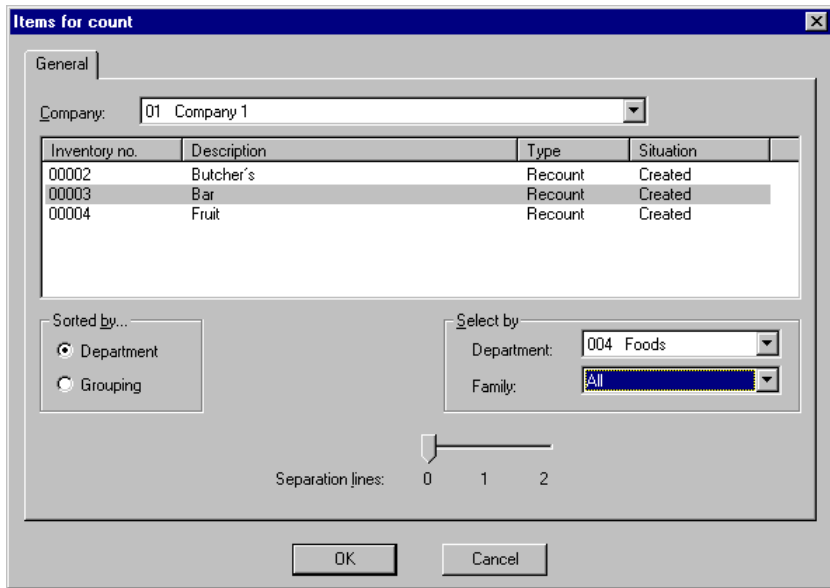 Items for count
General
Company: 01 Company 1
Inventory no. Description Type Situation
00002 Butcher´s Recount Created
00003 Bar Recount Created
00004 Fruit Recount Created
Sorted by... Select by
Department Department: 004 Foods
Grouping Family: All
Separation lines: 0 1 2
OK Cancel